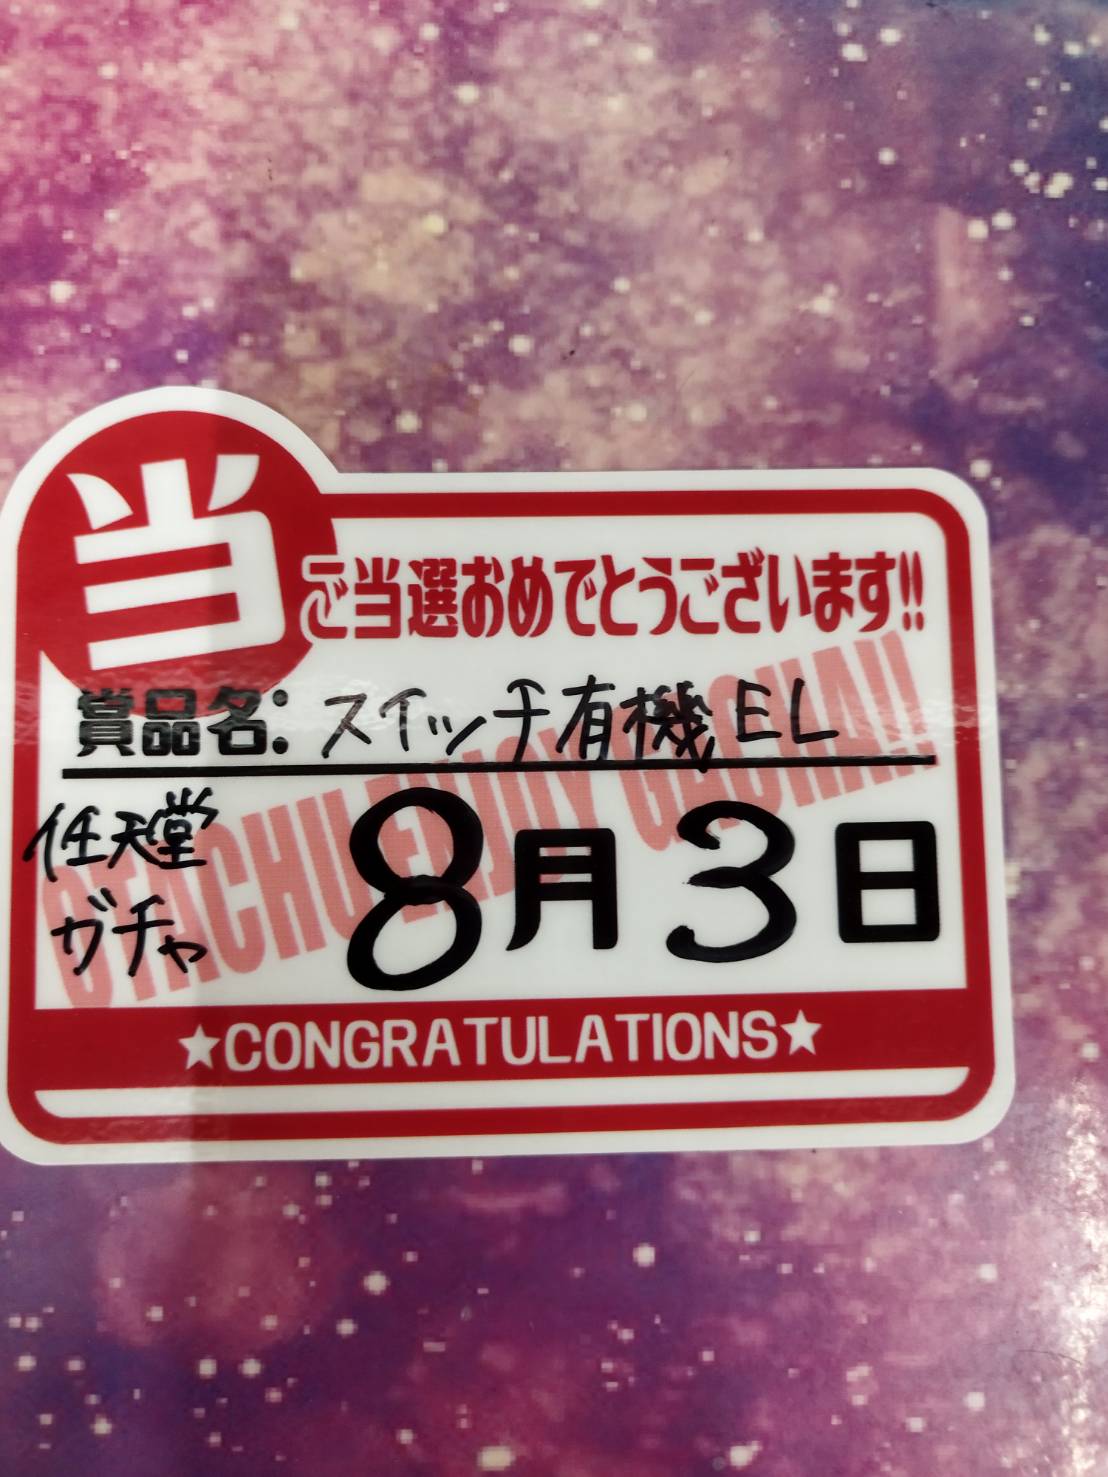 当
ご当選おめでとうございます!!
賞品名: スイッチ有機EL
任天堂
ガチャ
8月3日
OTACHU ENJOY GACHA!!
★CONGRATULATIONS★